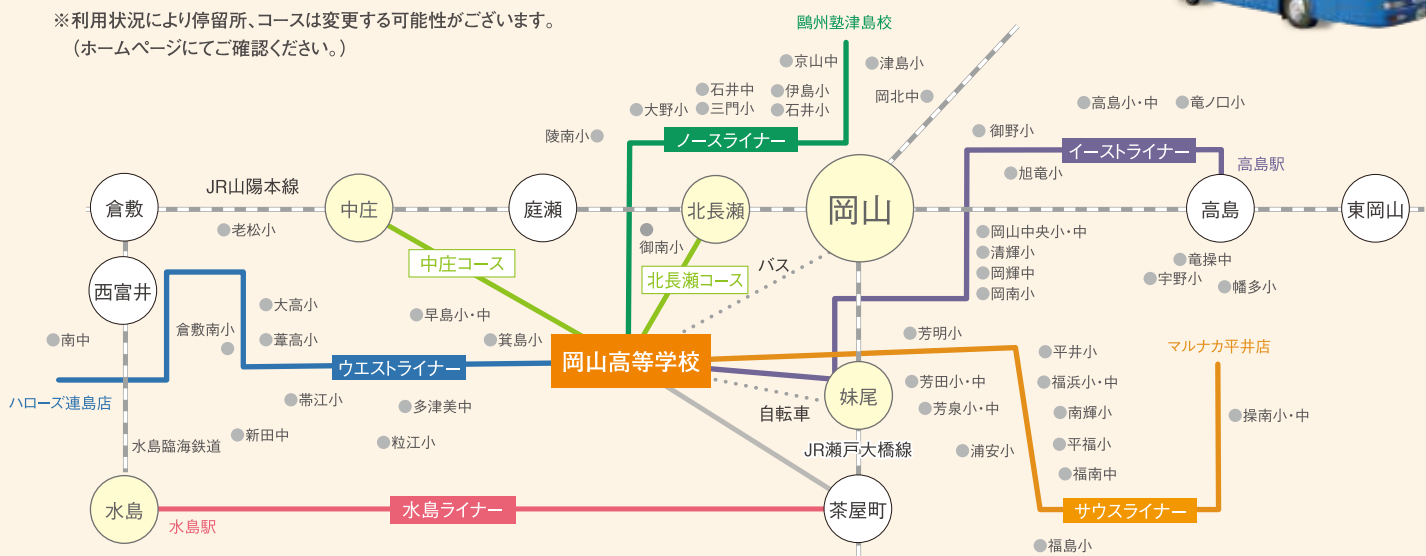 ※利用状況により停留所、コースは変更する可能性がございます。
（ホームページにてご確認ください。）
鷗州塾津島校
京山中
津島小
石井中
伊島小
岡北中
大野小
三門小
石井小
高島小・中
竜ノ口小
陵南小
ノースライナー
御野小
イーストライナー
旭竜小
高島駅
JR山陽本線
倉敷
中庄
庭瀬
北長瀬
岡山
高島
東岡山
老松小
御南小
岡山中央小・中
清輝小
岡輝中
岡南小
中庄コース
北長瀬コース
バス
竜操中
宇野小
幡多小
西富井
大高小
早島小・中
倉敷南小
葦高小
箕島小
南中
芳明小
平井小
マルナカ平井店
岡山高等学校
ウエストライナー
妹尾
芳田小・中
福浜小・中
ハローズ連島店
帯江小
多津美中
自転車
芳泉小・中
南輝小
操南小・中
新田中
粒江小
水島臨海鉄道
JR瀬戸大橋線
浦安小
平福小
福南中
水島
水島駅
水島ライナー
茶屋町
サウスライナー
福島小